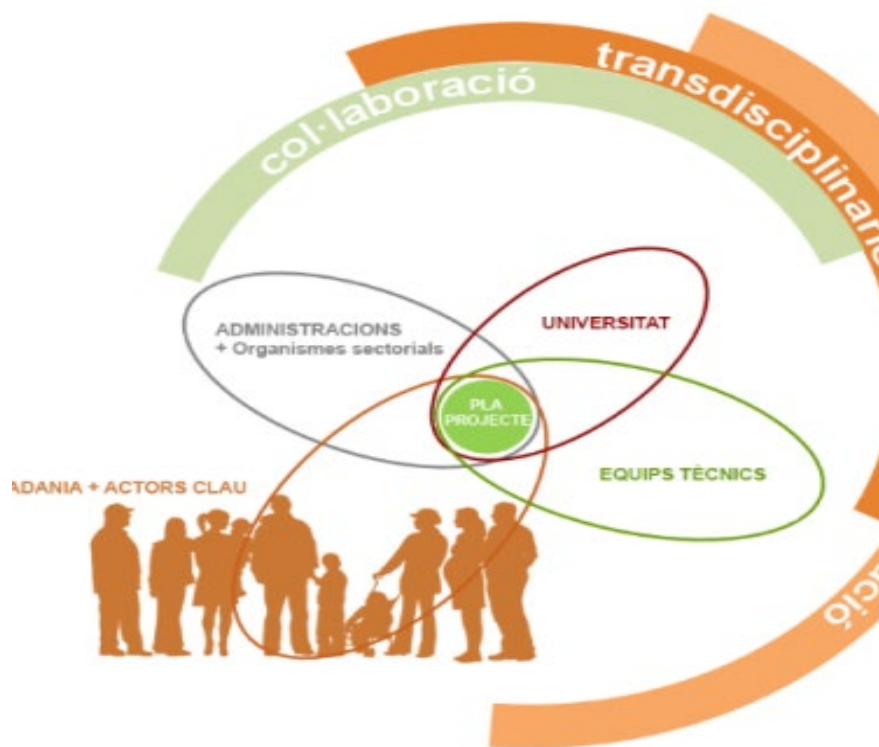 col·laboració
transdisciplinari
ADMINISTRACIONS
+ Organismes sectorials
UNIVERSITAT
PLA
PROJECTE
EQUIPS TÈCNICS
ADANIA + ACTORS CLAU
ació